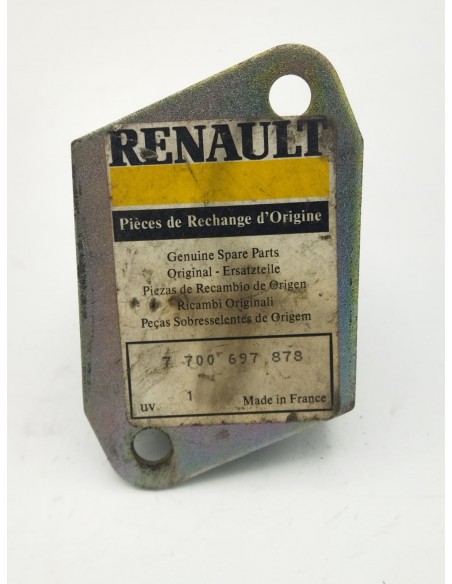 RENAULT
Pièces de Rechange d'Origine
Genuine Spare Parts
Original - Ersatzteile
Piezas de Recambio de Origen
Ricambi Originali
Peças Sobresselentes de Origem
7 700 697 878
uv. 1 Made in France